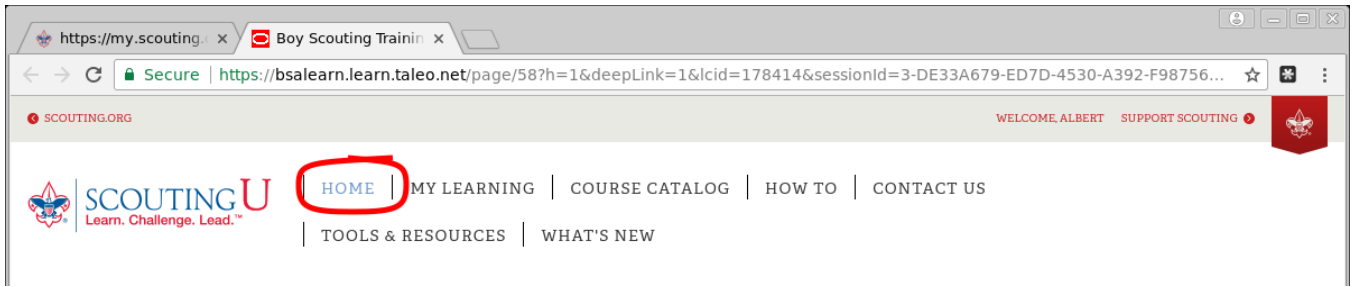 https://my.scouting. Boy Scouting Trainin
Secure https://bsalearn.learn.taleo.net/page/58?h=1&deepLink=1&lcid=178414&sessionId=3-DE33A679-ED7D-4530-A392-F98756...
SCOUTING.ORG WELCOME, ALBERT SUPPORT SCOUTING
SCOUTING U
Learn. Challenge. Lead.™
HOME MY LEARNING COURSE CATALOG HOW TO CONTACT US
TOOLS & RESOURCES WHAT'S NEW